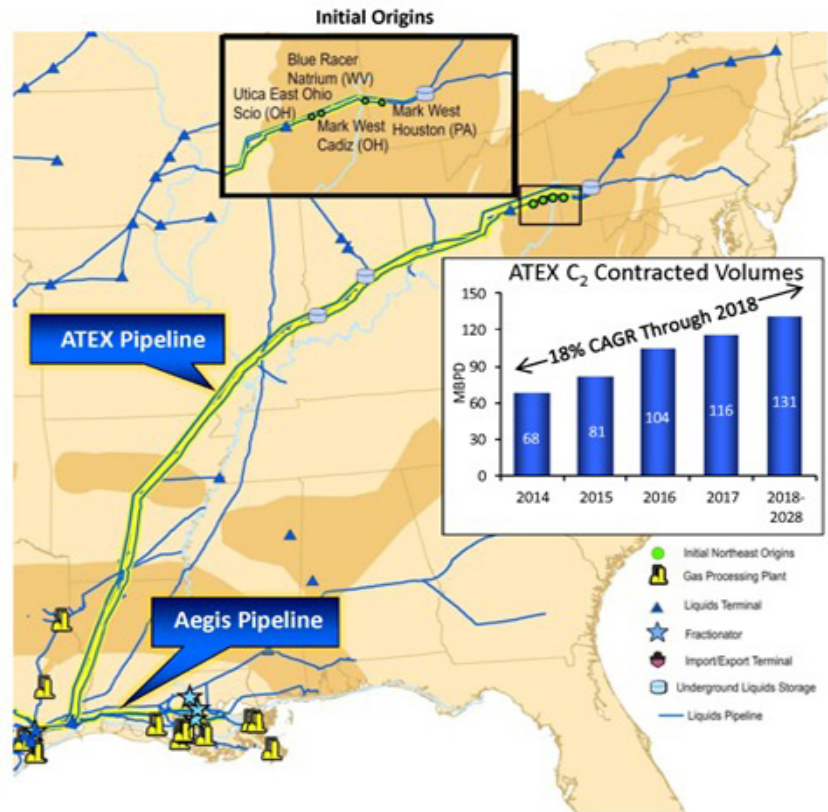 Initial Origins
Blue Racer
Natrium (WV)
Utica East Ohio
Scio (OH)
Mark West
Cadiz (OH)
Mark West
Houston (PA)
ATEX Pipeline
ATEX C₂ Contracted Volumes
18% CAGR Through 2018
MBPD
150
120
90
60
30
0
68
81
104
116
131
2014
2015
2016
2017
2018-
2028
Aegis Pipeline
Initial Northeast Origins
Gas Processing Plant
Liquids Terminal
Fractionator
Import/Export Terminal
Underground Liquids Storage
Liquids Pipeline